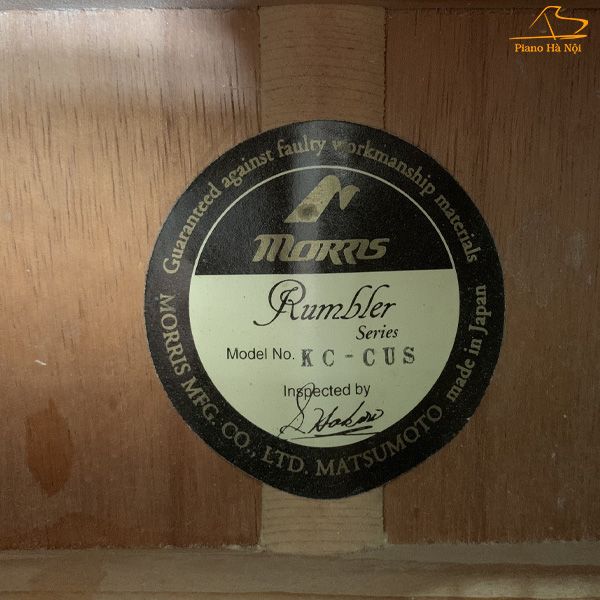 Piano Hà Nội
Guaranteed against faulty workmanship materials
MORRIS
Rumbler
Series
Model No. KC-CUS
Inspected by
MORRIS MFG. CO., LTD. MATSUMOTO made in Japan